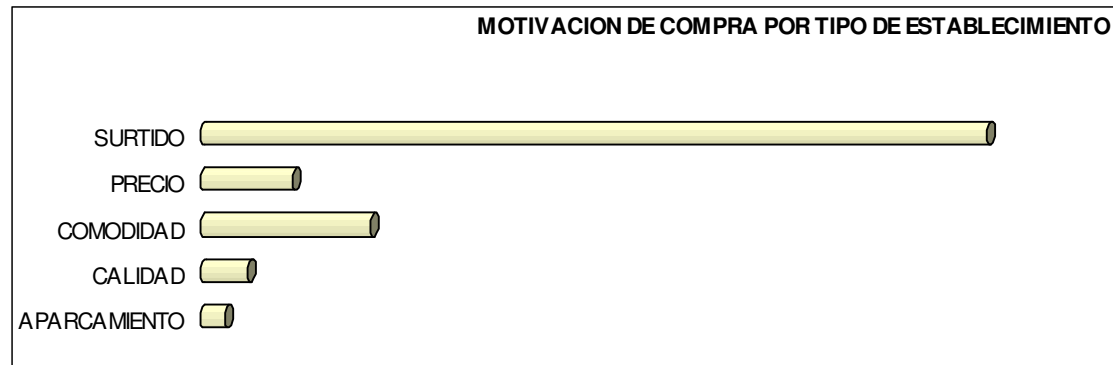 MOTIVACION DE COMPRA POR TIPO DE ESTABLECIMIENTO
SURTIDO
PRECIO
COMODIDAD
CALIDAD
APARCAMIENTO